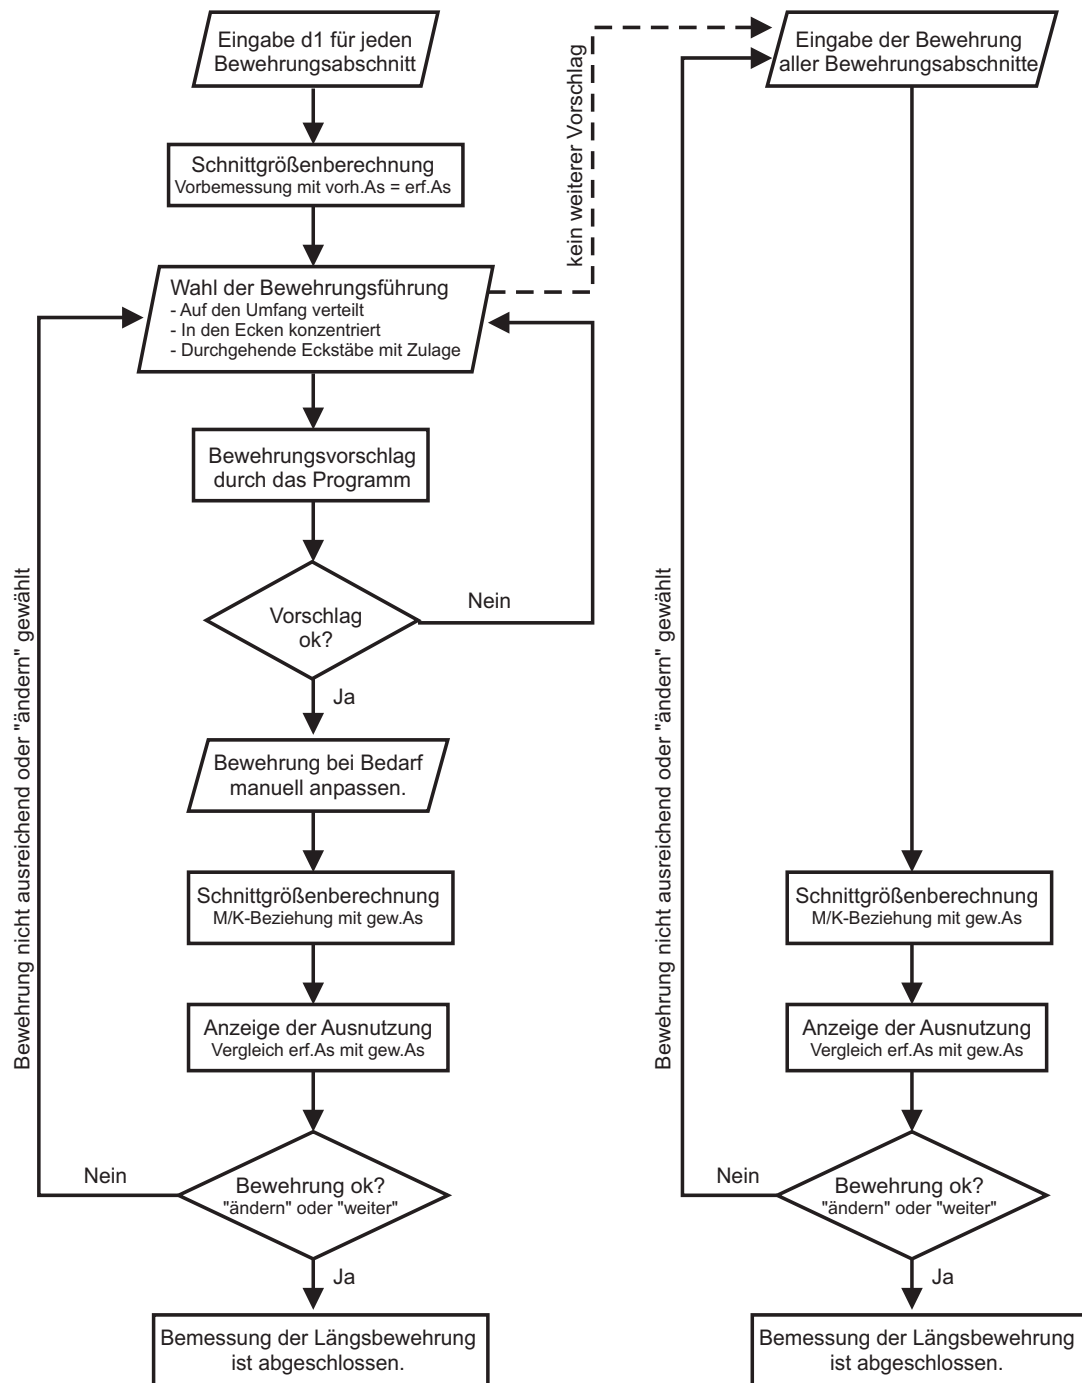 Eingabe d1 für jeden
Bewehrungsabschnitt
Schnittgrößenberechnung
Vorbemessung mit vorh.As = erf.As
Wahl der Bewehrungsführung
- Auf den Umfang verteilt
- In den Ecken konzentriert
- Durchgehende Eckstäbe mit Zulage
Bewehrungsvorschlag
durch das Programm
Vorschlag
ok?
Nein
Ja
Bewehrung bei Bedarf
manuell anpassen.
Schnittgrößenberechnung
M/K-Beziehung mit gew.As
Anzeige der Ausnutzung
Vergleich erf.As mit gew.As
Bewehrung ok?
"ändern" oder "weiter"
Nein
Bewehrung nicht ausreichend oder "ändern" gewählt
Ja
Bemessung der Längsbewehrung
ist abgeschlossen.
kein weiterer Vorschlag
Eingabe der Bewehrung
aller Bewehrungsabschnitte
Schnittgrößenberechnung
M/K-Beziehung mit gew.As
Anzeige der Ausnutzung
Vergleich erf.As mit gew.As
Bewehrung ok?
"ändern" oder "weiter"
Nein
Bewehrung nicht ausreichend oder "ändern" gewählt
Ja
Bemessung der Längsbewehrung
ist abgeschlossen.